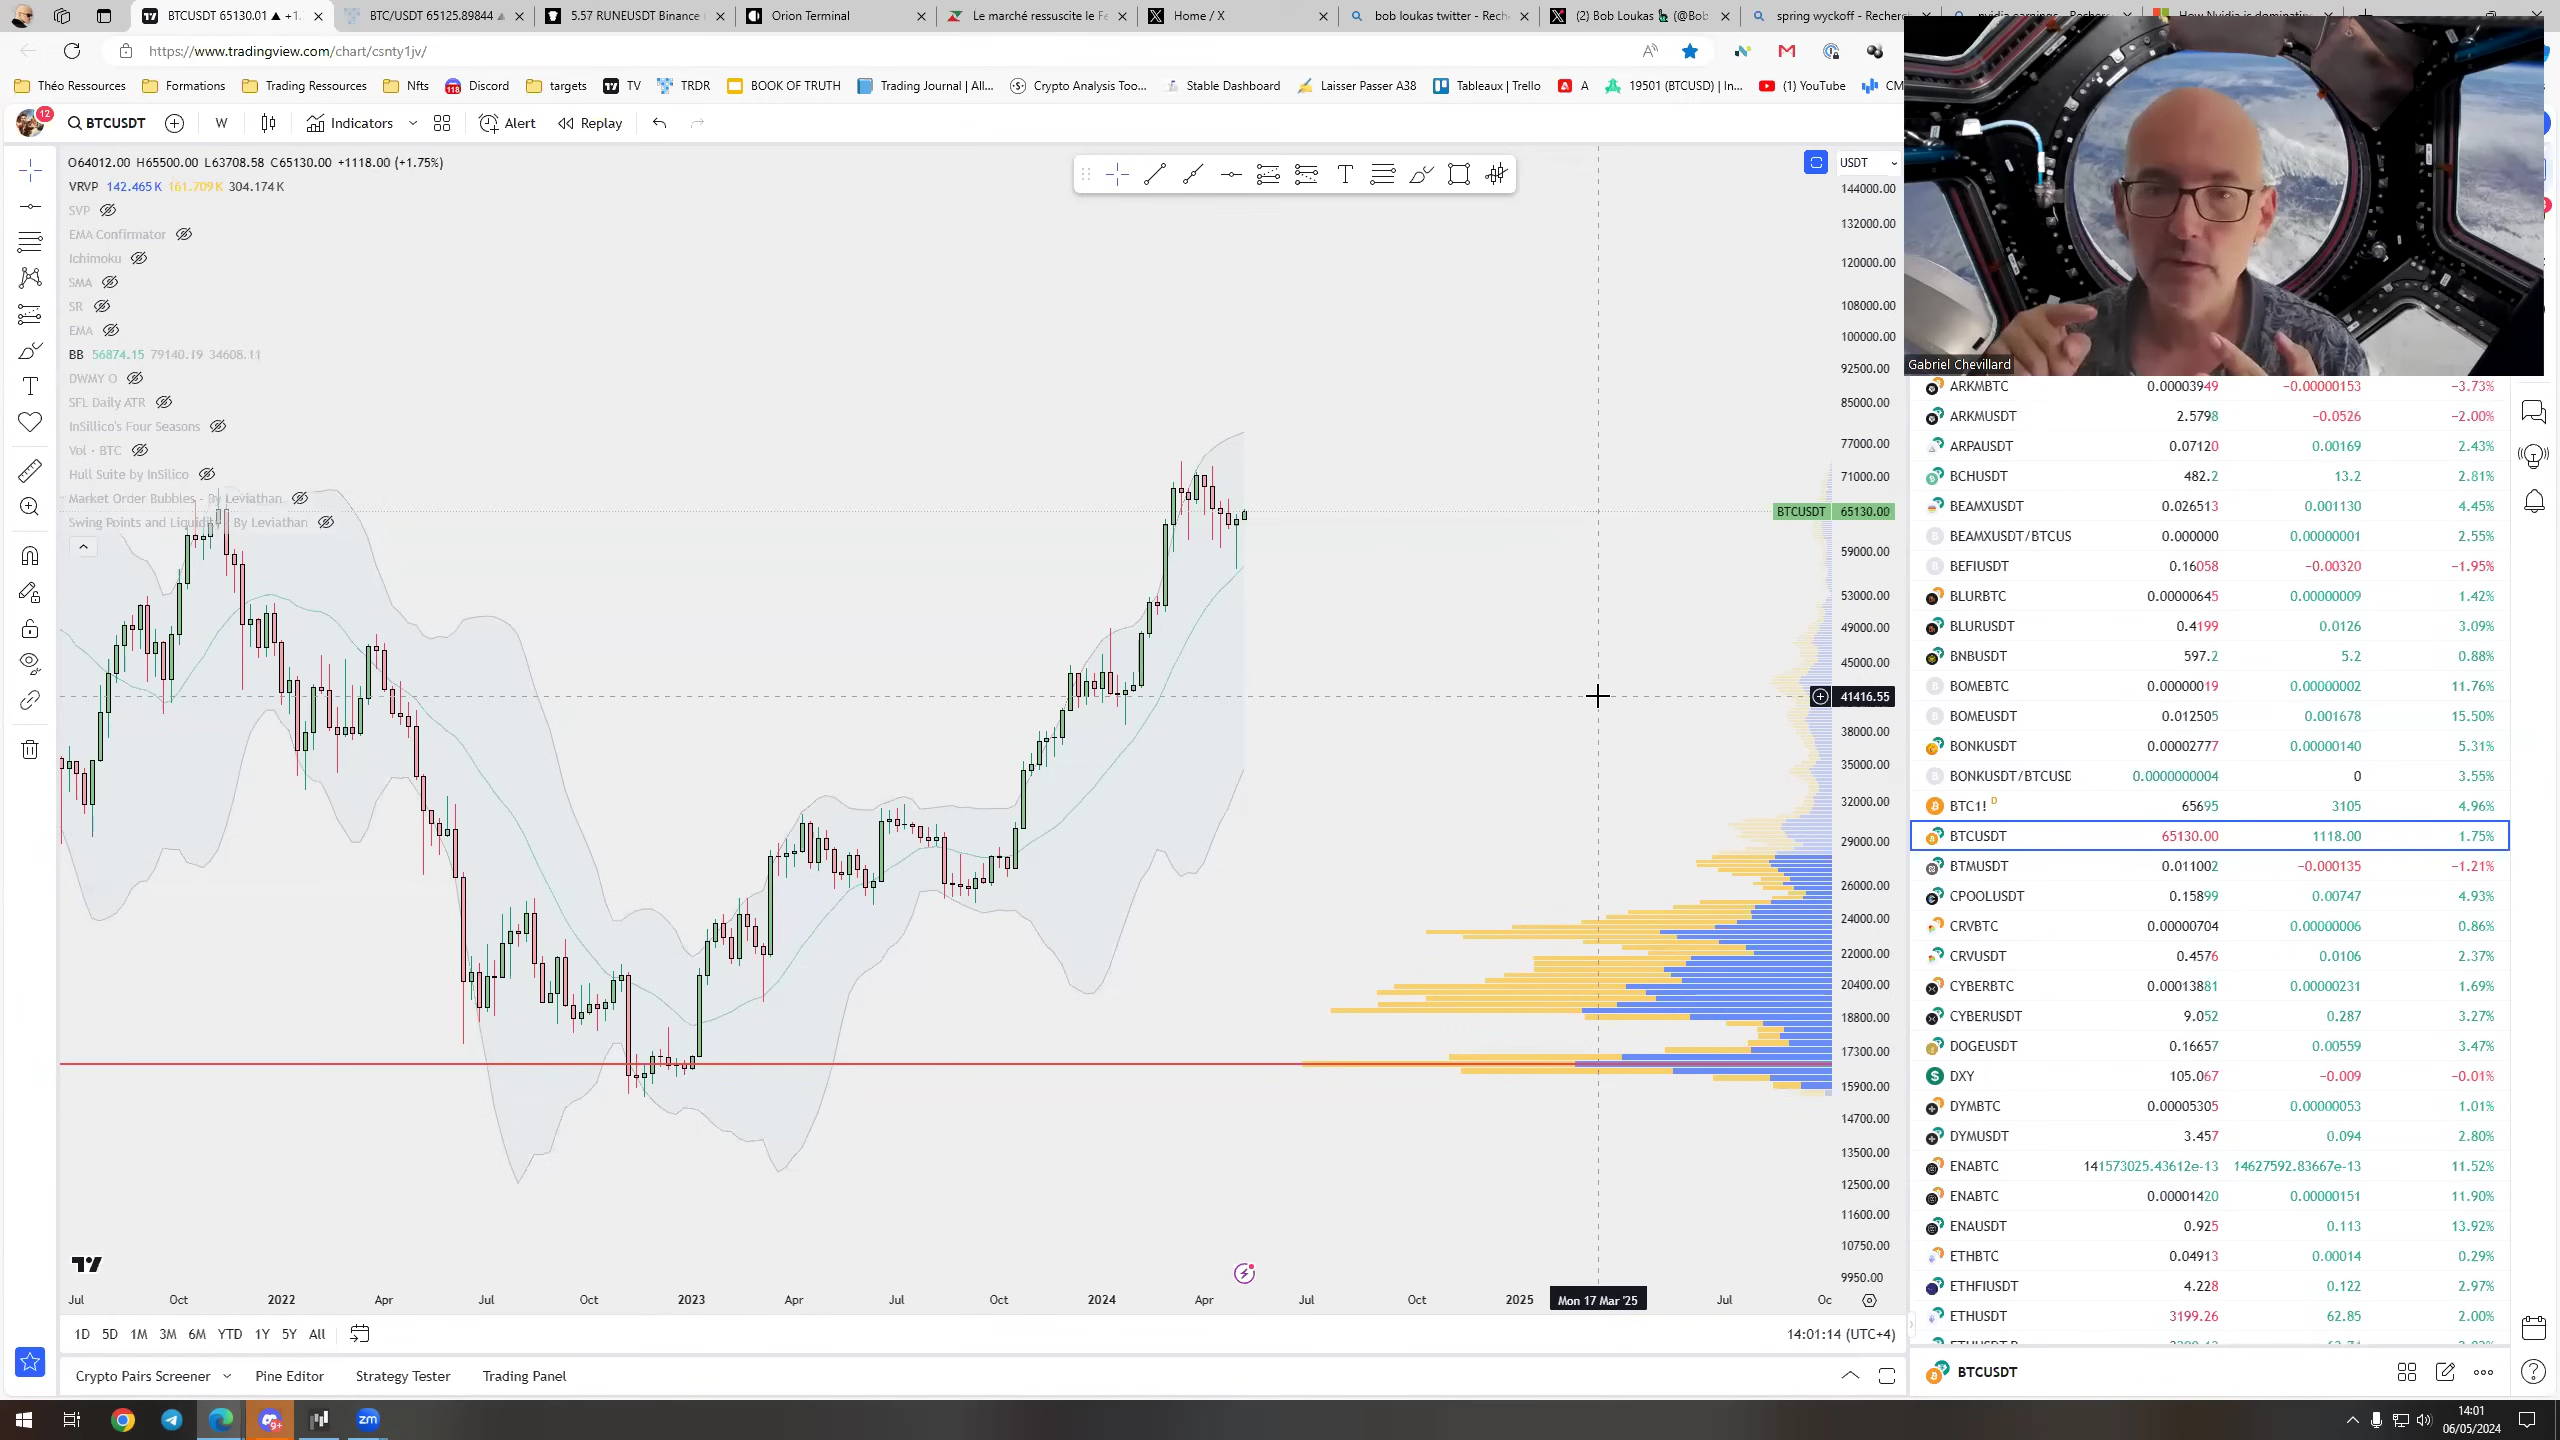 BTCUSDT 65130.01 ▲ +1.
BTC/USDT 65125.89844 ▲
5.57 RUNEUSDT Binance
Orion Terminal
Le marché ressuscite le Fe
Home / X
bob loukas twitter - Rech
(2) Bob Loukas (@Bob
spring wyckoff - Recherch
https://www.tradingview.com/chart/csnty1jv/
Théo Ressources
Formations
Trading Ressources
Nfts
Discord
targets
TV
TRDR
BOOK OF TRUTH
Trading Journal | All...
Crypto Analysis Too...
Stable Dashboard
Laisser Passer A38
Tableaux | Trello
A
19501 (BTCUSD) | In...
(1) YouTube
CM
12
BTCUSDT
W
Indicators
Alert
Replay
O64012.00 H65500.00 L63708.58 C65130.00 +1118.00 (+1.75%)
VRVP 142.465 K 161.709 K 304.174 K
SVP
EMA Confirmator
Ichimoku
SMA
SR
EMA
BB 56874.15 79140.19 34608.11
DWMY O
SFL Daily ATR
InSillico's Four Seasons
Vol · BTC
Hull Suite by InSilico
Market Order Bubbles - By Leviathan
Swing Points and Liquidity - By Leviathan
USDT
144000.00
132000.00
120000.00
108000.00
100000.00
92500.00
85000.00
77000.00
71000.00
BTCUSDT 65130.00
59000.00
53000.00
49000.00
45000.00
41416.55
38000.00
35000.00
32000.00
29000.00
26000.00
24000.00
22000.00
20400.00
18800.00
17300.00
15900.00
14700.00
13500.00
12500.00
11600.00
10750.00
9950.00
Jul Oct 2022 Apr Jul Oct 2023 Apr Jul Oct 2024 Apr Jul Oct 2025 Mon 17 Mar '25 Jul Oc
1D 5D 1M 3M 6M YTD 1Y 5Y All
14:01:14 (UTC+4)
Crypto Pairs Screener
Pine Editor
Strategy Tester
Trading Panel
Gabriel Chevillard
ARKMBTC 0.00003949 −0.00000153 −3.73%
ARKMUSDT 2.5798 −0.0526 −2.00%
ARPAUSDT 0.07120 0.00169 2.43%
BCHUSDT 482.2 13.2 2.81%
BEAMXUSDT 0.026513 0.001130 4.45%
BEAMXUSDT/BTCUS 0.000000 0.00000001 2.55%
BEFIUSDT 0.16058 −0.00320 −1.95%
BLURBTC 0.00000645 0.00000009 1.42%
BLURUSDT 0.4199 0.0126 3.09%
BNBUSDT 597.2 5.2 0.88%
BOMEBTC 0.00000019 0.00000002 11.76%
BOMEUSDT 0.012505 0.001678 15.50%
BONKUSDT 0.00002777 0.00000140 5.31%
BONKUSDT/BTCUSD 0.0000000004 0 3.55%
BTC1! D 65695 3105 4.96%
BTCUSDT 65130.00 1118.00 1.75%
BTMUSDT 0.011002 −0.000135 −1.21%
CPOOLUSDT 0.15899 0.00747 4.93%
CRVBTC 0.00000704 0.00000006 0.86%
CRVUSDT 0.4576 0.0106 2.37%
CYBERBTC 0.00013881 0.00000231 1.69%
CYBERUSDT 9.052 0.287 3.27%
DOGEUSDT 0.16657 0.00559 3.47%
DXY 105.067 −0.009 −0.01%
DYMBTC 0.00005305 0.00000053 1.01%
DYMUSDT 3.457 0.094 2.80%
ENABTC 141573025.43612e-13 14627592.83667e-13 11.52%
ENABTC 0.00001420 0.00000151 11.90%
ENAUSDT 0.925 0.113 13.92%
ETHBTC 0.04913 0.00014 0.29%
ETHFIUSDT 4.228 0.122 2.97%
ETHUSDT 3199.26 62.85 2.00%
BTCUSDT
9+
zm
14:01
06/05/2024